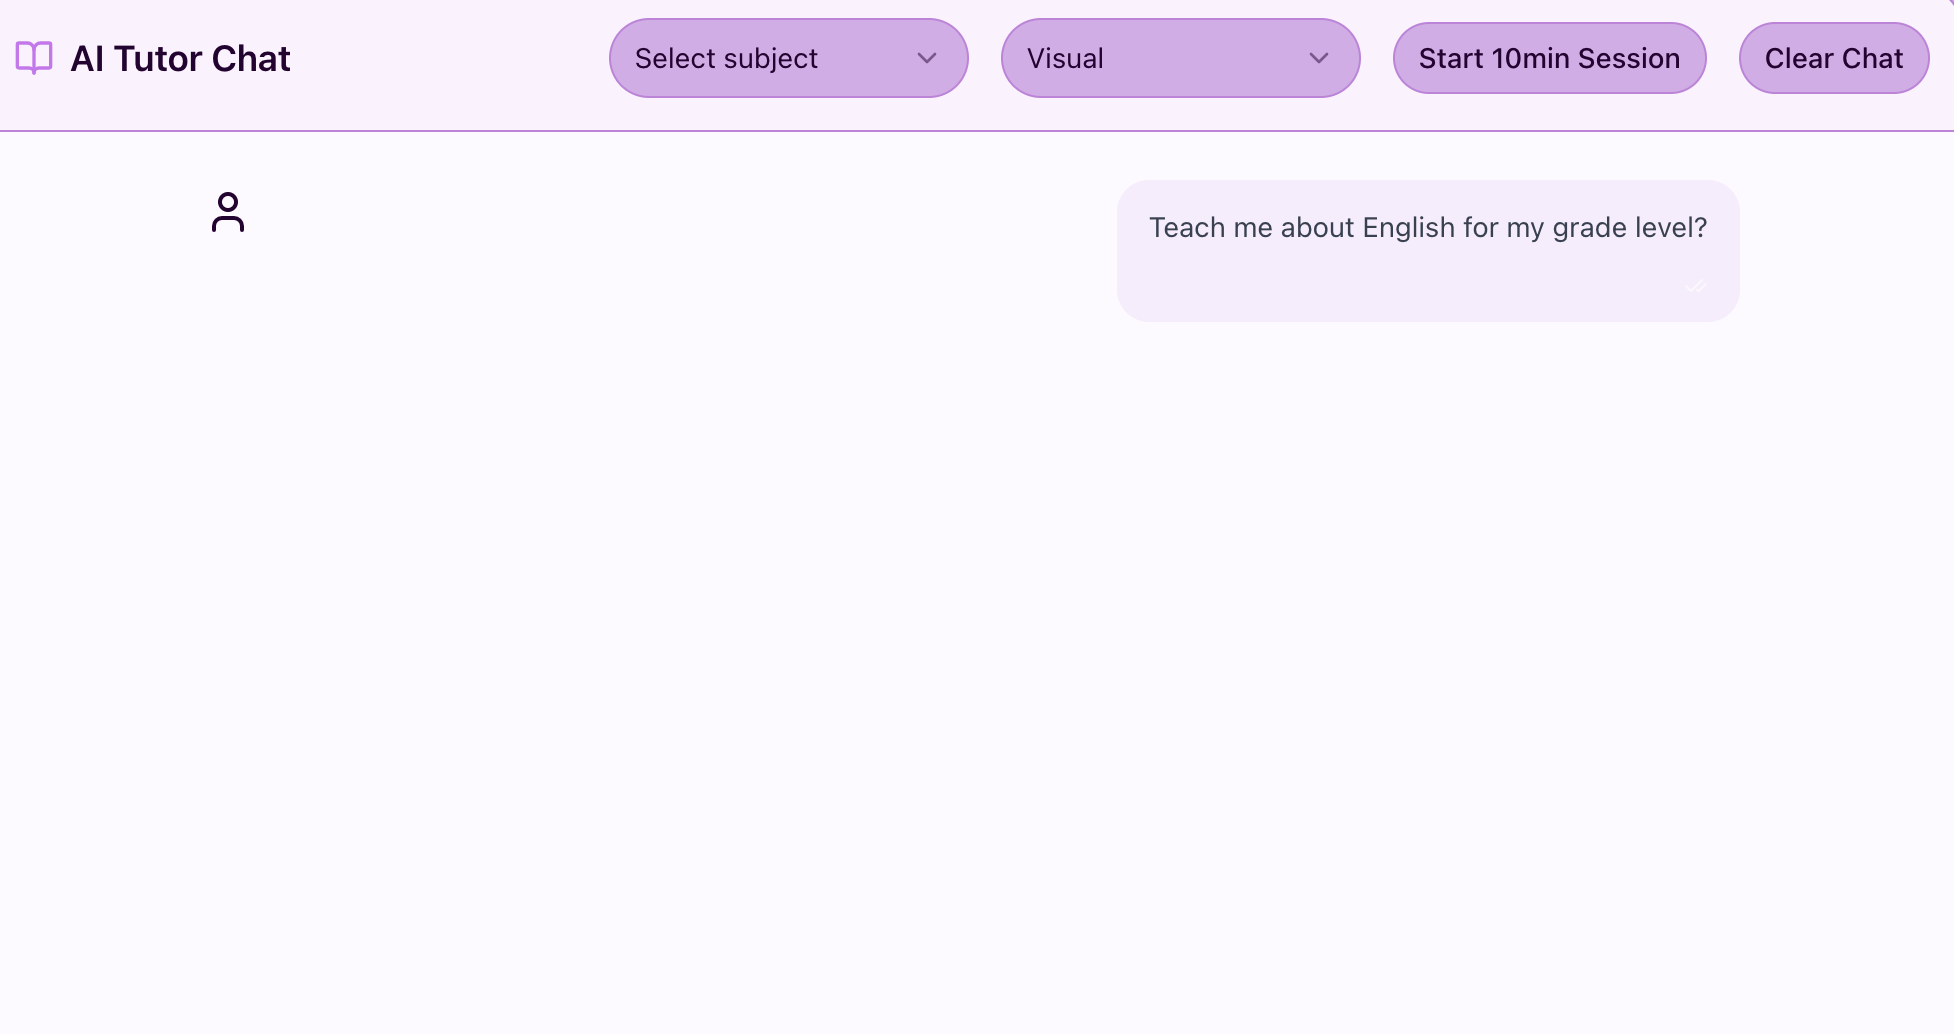 AI Tutor Chat
Select subject
Visual
Start 10min Session
Clear Chat
Teach me about English for my grade level?